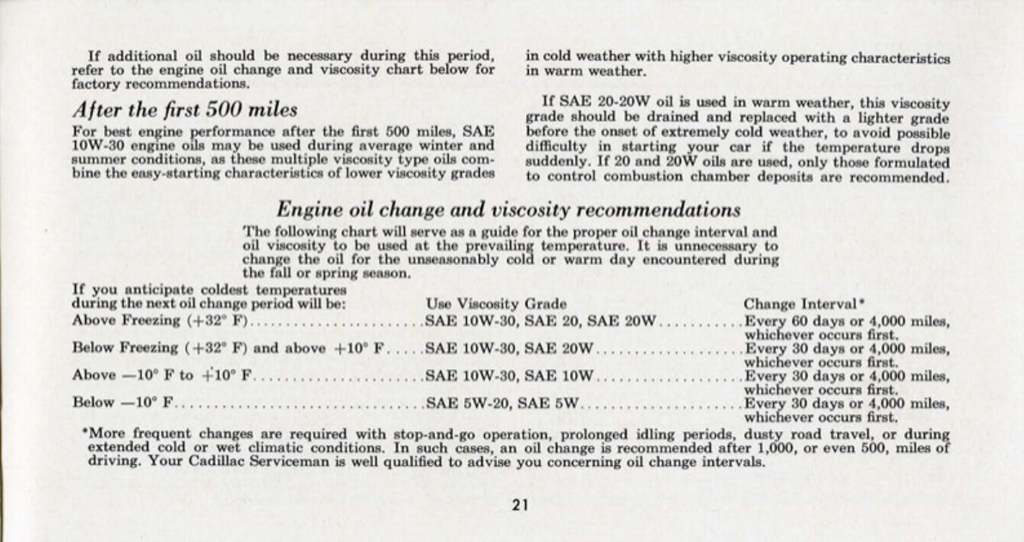 If additional oil should be necessary during this period,
refer to the engine oil change and viscosity chart below for
factory recommendations.
After the first 500 miles
For best engine performance after the first 500 miles, SAE
10W-30 engine oils may be used during average winter and
summer conditions, as these multiple viscosity type oils com-
bine the easy-starting characteristics of lower viscosity grades
in cold weather with higher viscosity operating characteristics
in warm weather.
If SAE 20-20W oil is used in warm weather, this viscosity
grade should be drained and replaced with a lighter grade
before the onset of extremely cold weather, to avoid possible
difficulty in starting your car if the temperature drops
suddenly. If 20 and 20W oils are used, only those formulated
to control combustion chamber deposits are recommended.
Engine oil change and viscosity recommendations
The following chart will serve as a guide for the proper oil change interval and
oil viscosity to be used at the prevailing temperature. It is unnecessary to
change the oil for the unseasonably cold or warm day encountered during
the fall or spring season.
If you anticipate coldest temperatures
during the next oil change period will be: Use Viscosity Grade Change Interval*
Above Freezing (+32° F)........................SAE 10W-30, SAE 20, SAE 20W...........Every 60 days or 4,000 miles,
whichever occurs first.
Below Freezing (+32° F) and above +10° F.....SAE 10W-30, SAE 20W...................Every 30 days or 4,000 miles,
whichever occurs first.
Above —10° F to +10° F........................SAE 10W-30, SAE 10W...................Every 30 days or 4,000 miles,
whichever occurs first.
Below —10° F..................................SAE 5W-20, SAE 5W.....................Every 30 days or 4,000 miles,
whichever occurs first.
*More frequent changes are required with stop-and-go operation, prolonged idling periods, dusty road travel, or during
extended cold or wet climatic conditions. In such cases, an oil change is recommended after 1,000, or even 500, miles of
driving. Your Cadillac Serviceman is well qualified to advise you concerning oil change intervals.
21